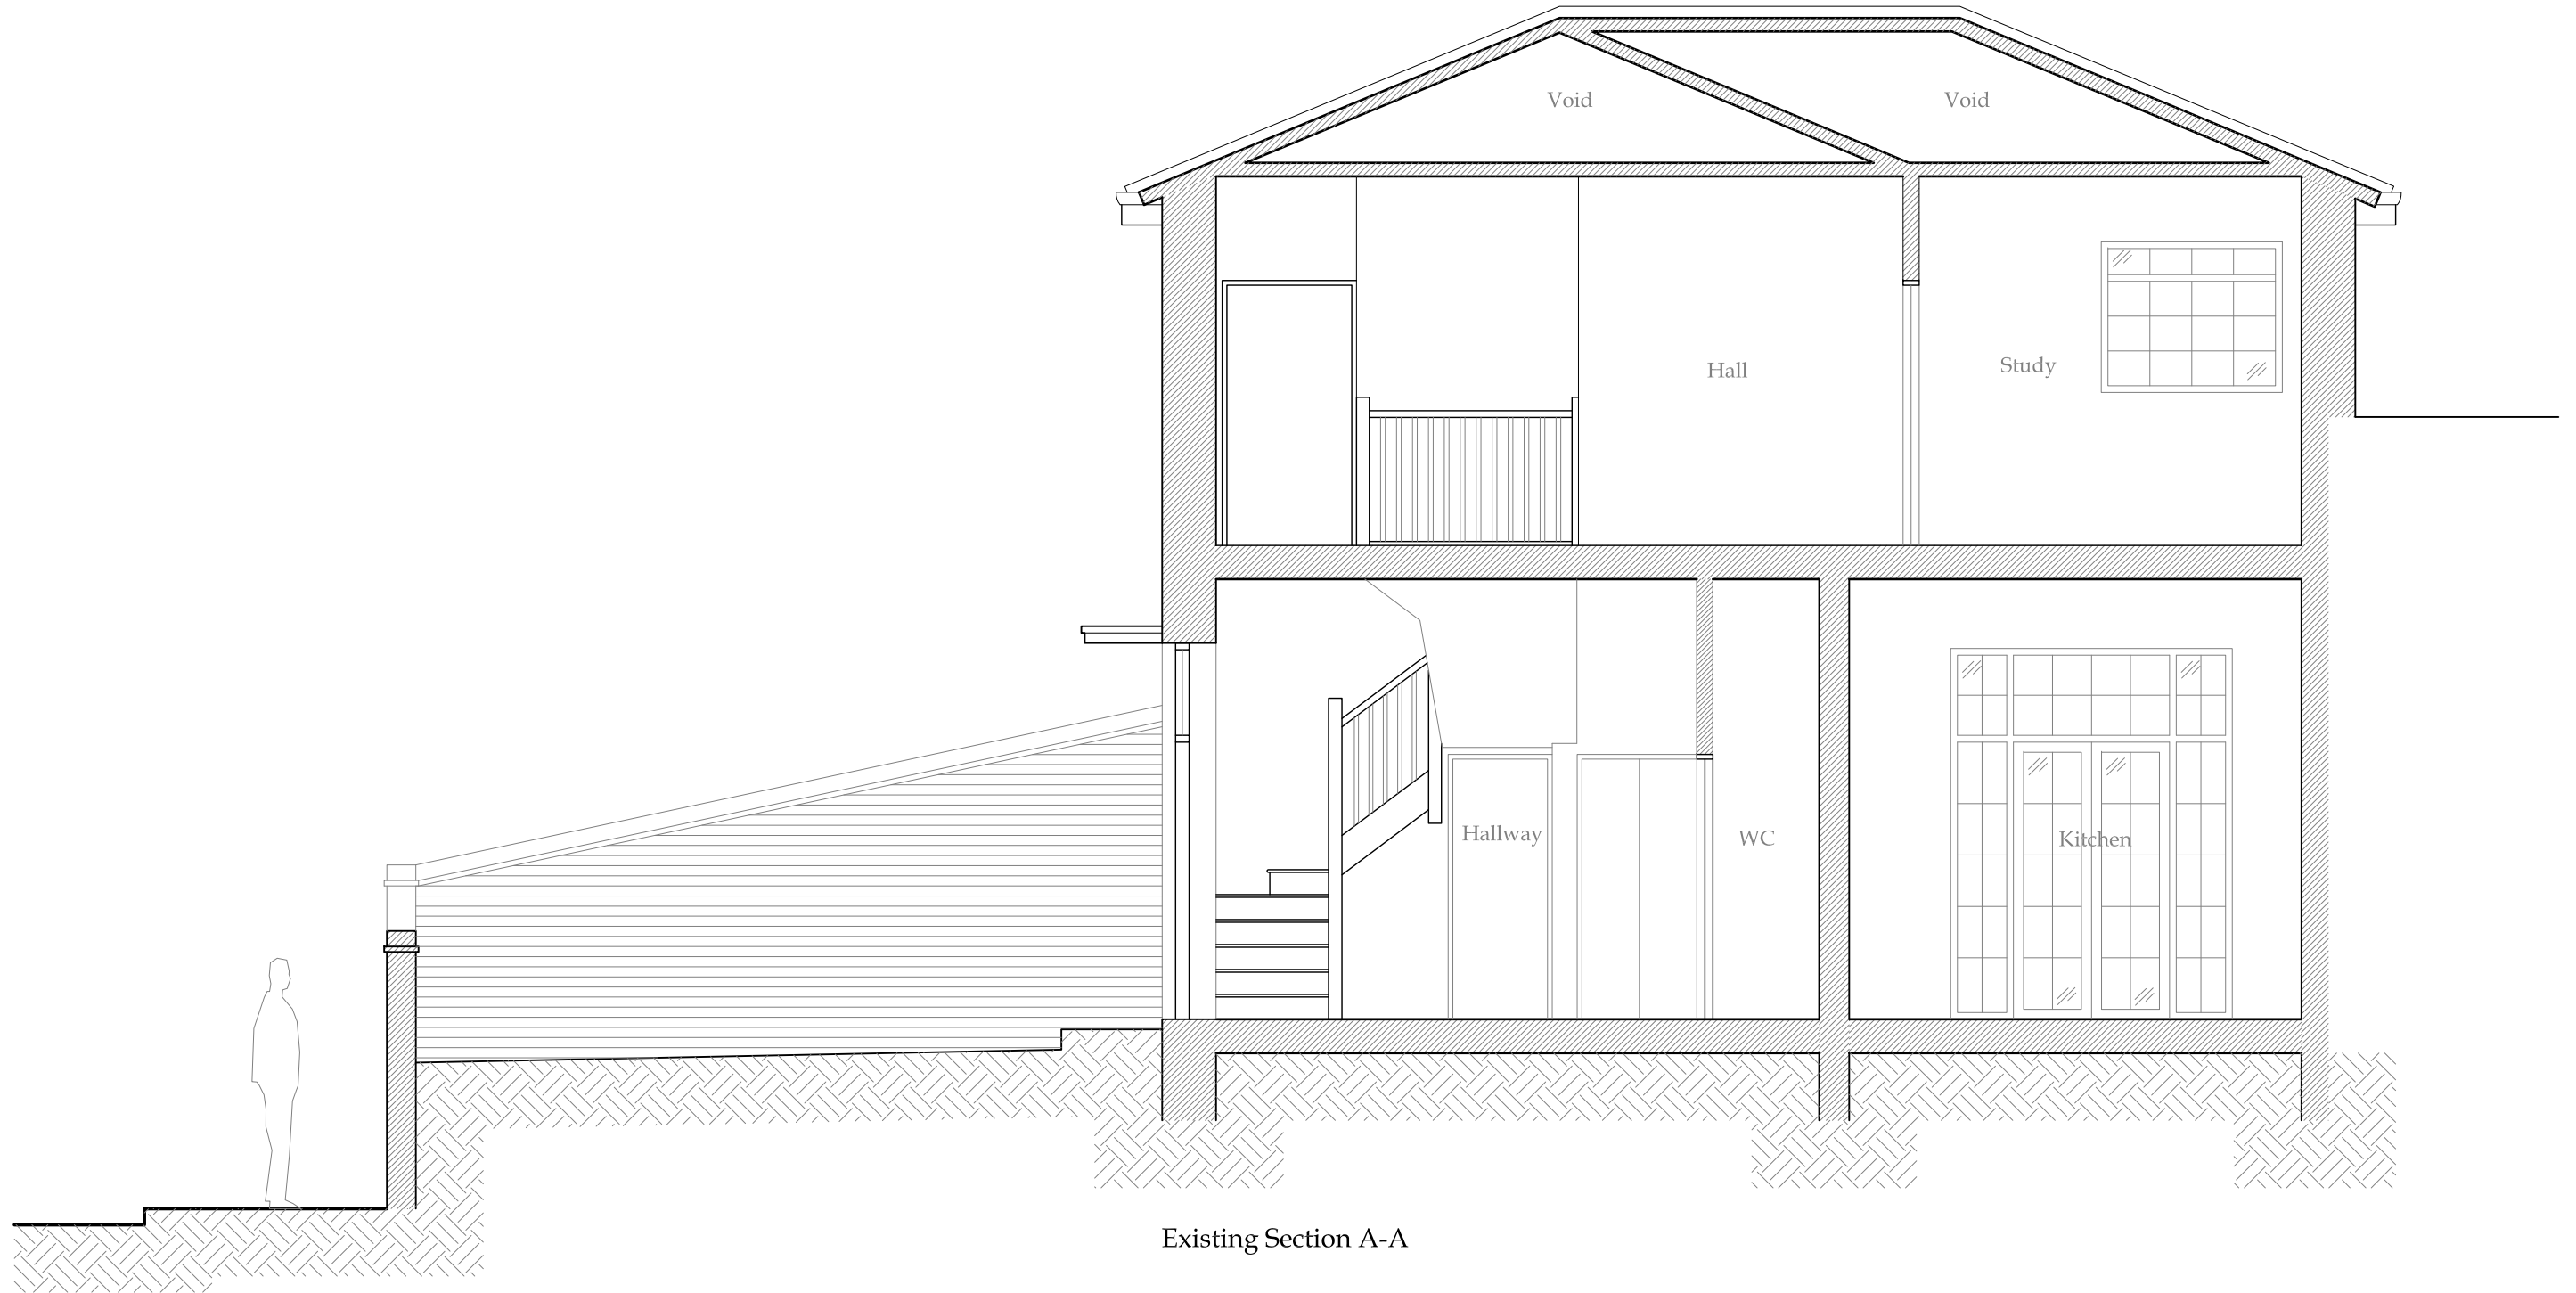 Void
Void
Hall
Study
Hallway
WC
Kitchen
Existing Section A-A